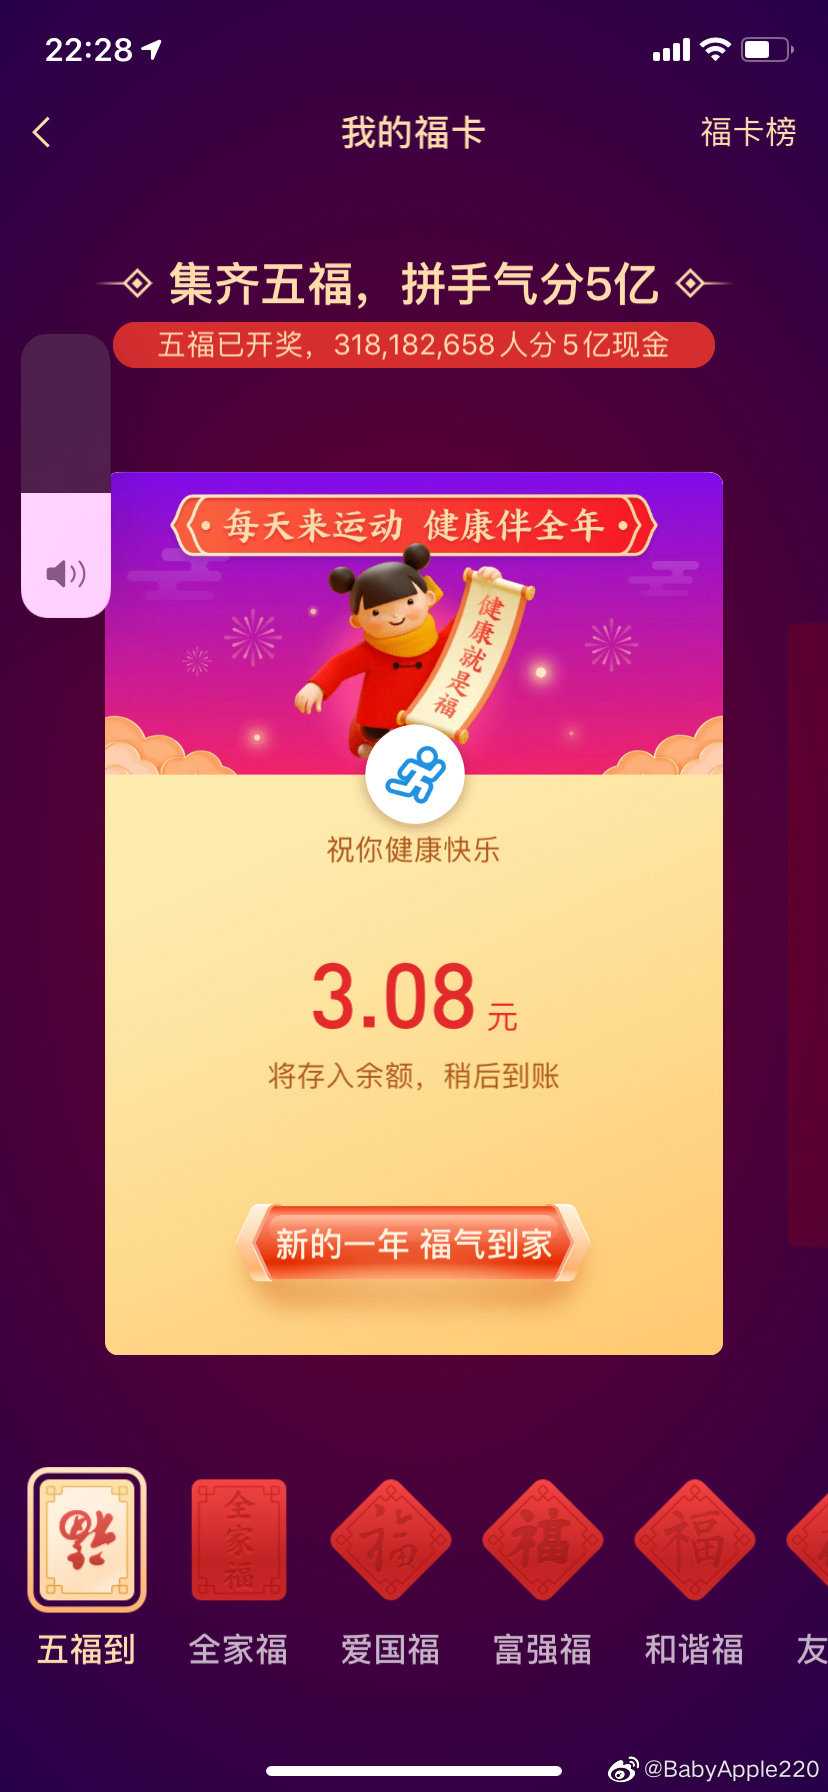 22:28
我的福卡
福卡榜
集齐五福，拼手气分5亿
五福已开奖，318,182,658人分5亿现金
每天来运动 健康伴全年
健康就是福
祝你健康快乐
3.08元
将存入余额，稍后到账
新的一年 福气到家
福
全家福
福
福
福
五福到
全家福
爱国福
富强福
和谐福
友
@BabyApple220